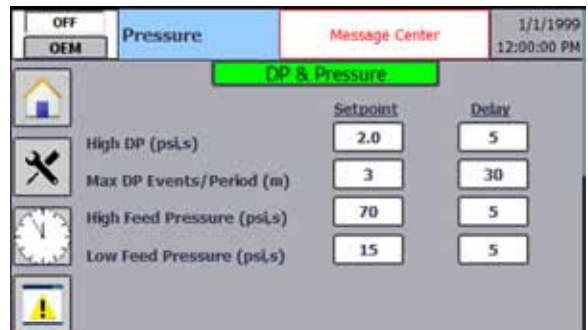 OFF
OEM
Pressure
Message Center
1/1/1999
12:00:00 PM
DP & Pressure
Setpoint Delay
High DP (psi,s) 2.0 5
Max DP Events/Period (m) 3 30
High Feed Pressure (psi,s) 70 5
Low Feed Pressure (psi,s) 15 5